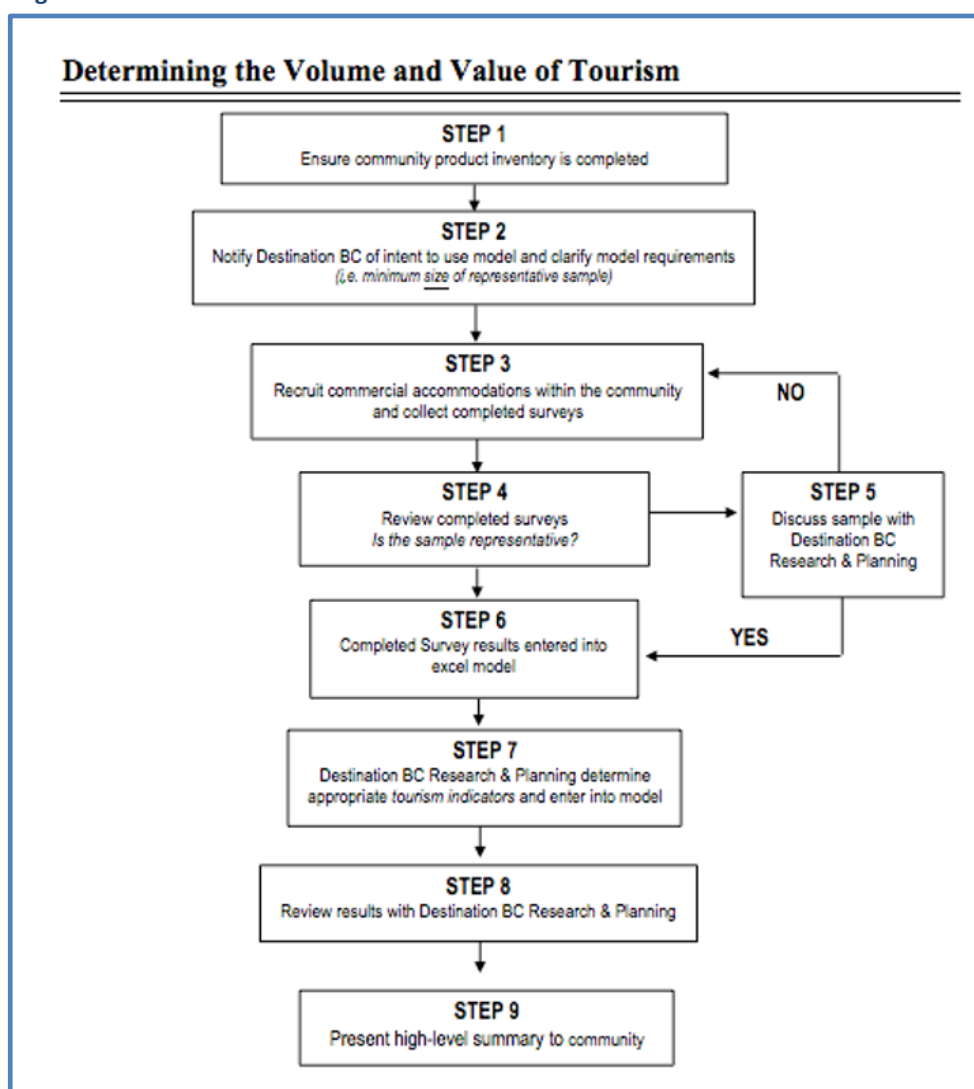 Determining the Volume and Value of Tourism
STEP 1
Ensure community product inventory is completed
STEP 2
Notify Destination BC of intent to use model and clarify model requirements
(i.e. minimum size of representative sample)
STEP 3
Recruit commercial accommodations within the community
and collect completed surveys
NO
STEP 4
Review completed surveys
Is the sample representative?
STEP 5
Discuss sample with
Destination BC
Research & Planning
STEP 6
Completed Survey results entered into
excel model
YES
STEP 7
Destination BC Research & Planning determine
appropriate tourism indicators and enter into model
STEP 8
Review results with Destination BC Research & Planning
STEP 9
Present high-level summary to community